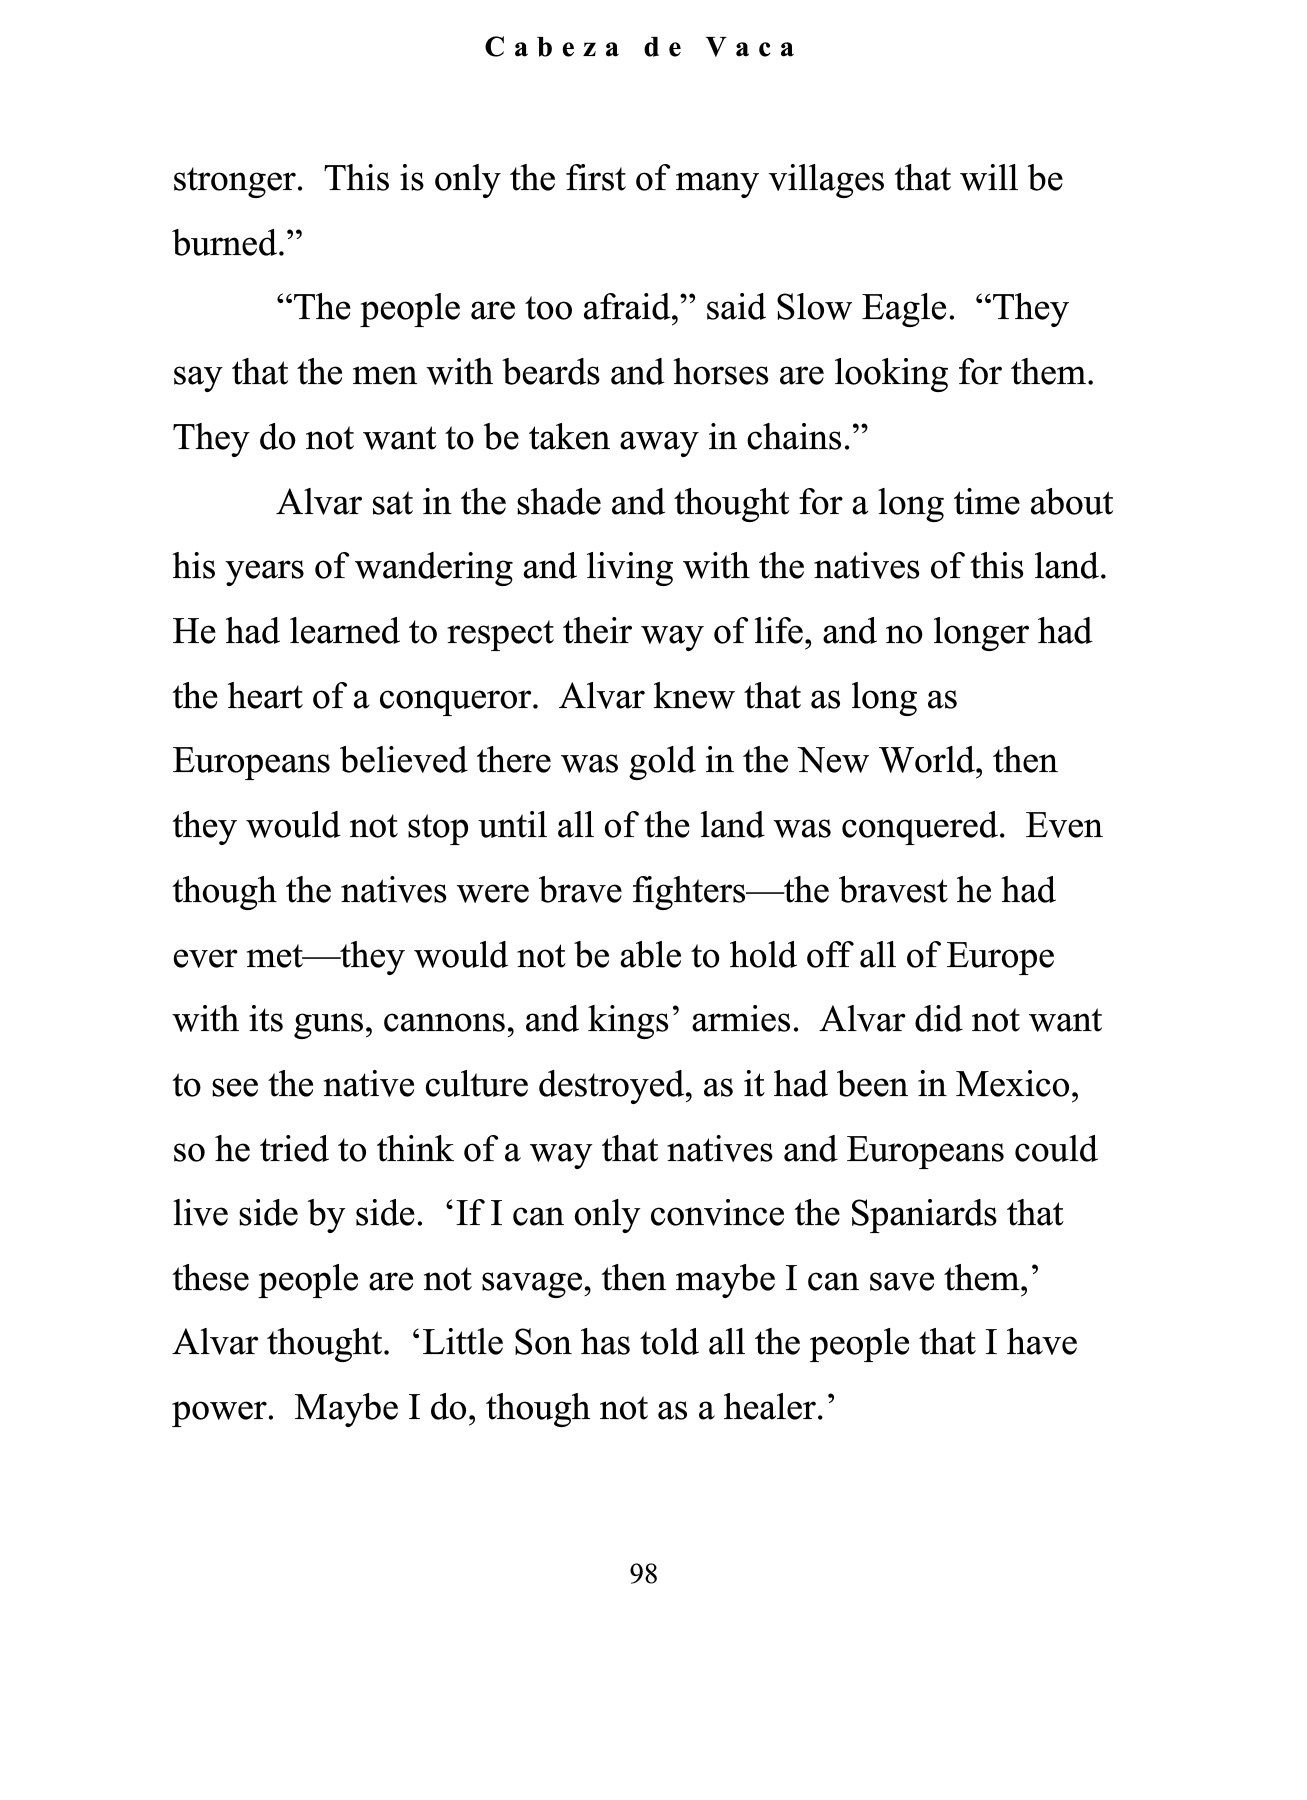 Cabeza de Vaca
stronger.  This is only the first of many villages that will be
burned.”
“The people are too afraid,” said Slow Eagle.  “They
say that the men with beards and horses are looking for them.
They do not want to be taken away in chains.”
Alvar sat in the shade and thought for a long time about
his years of wandering and living with the natives of this land.
He had learned to respect their way of life, and no longer had
the heart of a conqueror.  Alvar knew that as long as
Europeans believed there was gold in the New World, then
they would not stop until all of the land was conquered.  Even
though the natives were brave fighters—the bravest he had
ever met—they would not be able to hold off all of Europe
with its guns, cannons, and kings’ armies.  Alvar did not want
to see the native culture destroyed, as it had been in Mexico,
so he tried to think of a way that natives and Europeans could
live side by side.  ‘If I can only convince the Spaniards that
these people are not savage, then maybe I can save them,’
Alvar thought.  ‘Little Son has told all the people that I have
power.  Maybe I do, though not as a healer.’
98